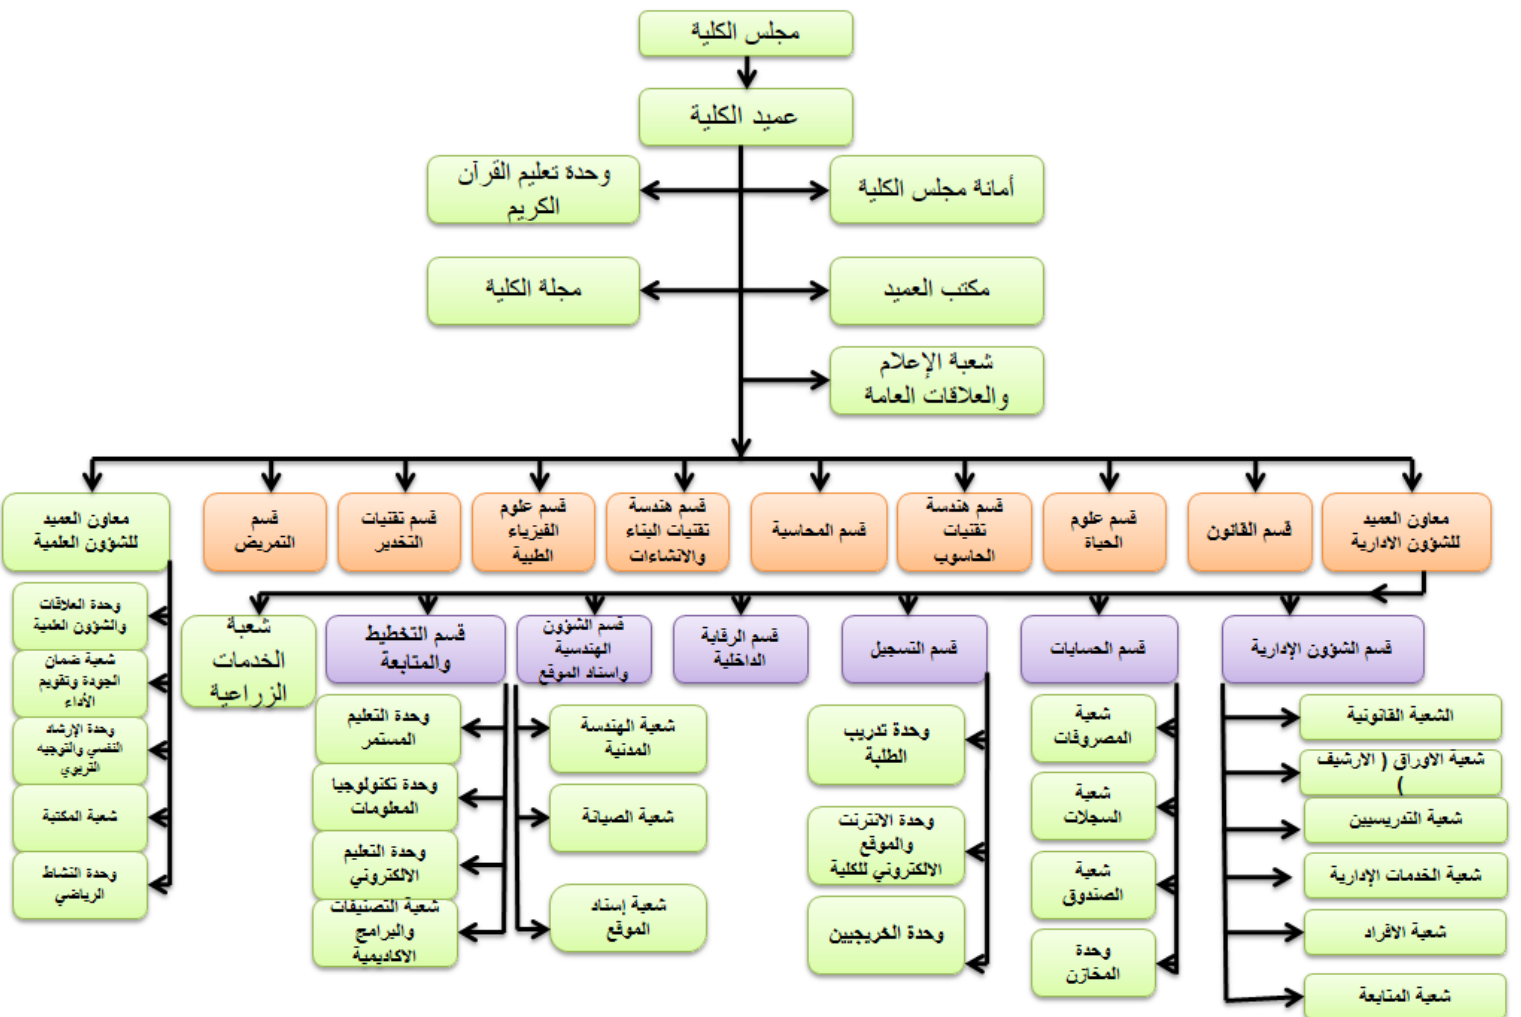 مجلس الكلية
عميد الكلية
أمانة مجلس الكلية
وحدة تعليم القرآن
الكريم
مكتب العميد
مجلة الكلية
شعبة الإعلام
والعلاقات العامة
معاون العميد
للشؤون الادارية
قسم القانون
قسم علوم
الحياة
قسم هندسة
تقنيات
الحاسوب
قسم المحاسبة
قسم هندسة
تقنيات البناء
والانشاءات
قسم علوم
الفيزياء
الطبية
قسم تقنيات
التخدير
قسم
التمريض
معاون العميد
للشؤون العلمية
قسم الشؤون الإدارية
قسم الحسابات
قسم التسجيل
قسم الرقابة
الداخلية
قسم الشؤون
الهندسية
واسناد الموقع
قسم التخطيط
والمتابعة
شعبة
الخدمات
الزراعية
الشعبة القانونية
شعبة الاوراق ( الارشيف
)
شعبة التدريسيين
شعبة الخدمات الإدارية
شعبة الافراد
شعبة المتابعة
شعبة
المصروفات
شعبة
السجلات
شعبة
الصندوق
وحدة
المخازن
وحدة تدريب
الطلبة
وحدة الانترنت
والموقع
الالكتروني للكلية
وحدة الخريجيين
شعبة الهندسة
المدنية
شعبة الصيانة
شعبة إسناد
الموقع
وحدة التعليم
المستمر
وحدة تكنولوجيا
المعلومات
وحدة التعليم
الالكتروني
شعبة التصنيفات
والبرامج
الاكاديمية
وحدة العلاقات
والشؤون العلمية
شعبة ضمان
الجودة وتقويم
الأداء
وحدة الإرشاد
النفسي والتوجيه
التربوي
شعبة المكتبة
وحدة النشاط
الرياضي